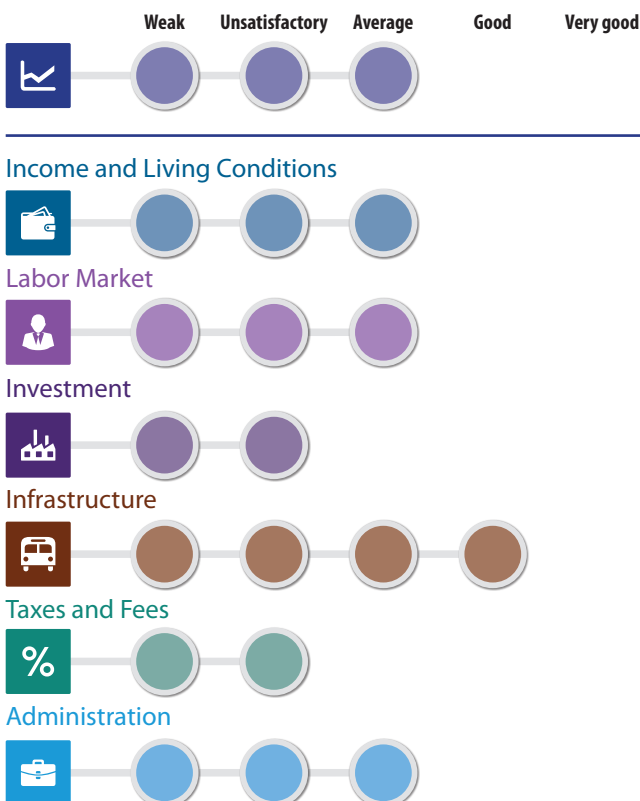 Weak Unsatisfactory Average Good Very good
Income and Living Conditions
Labor Market
Investment
Infrastructure
Taxes and Fees
%
Administration